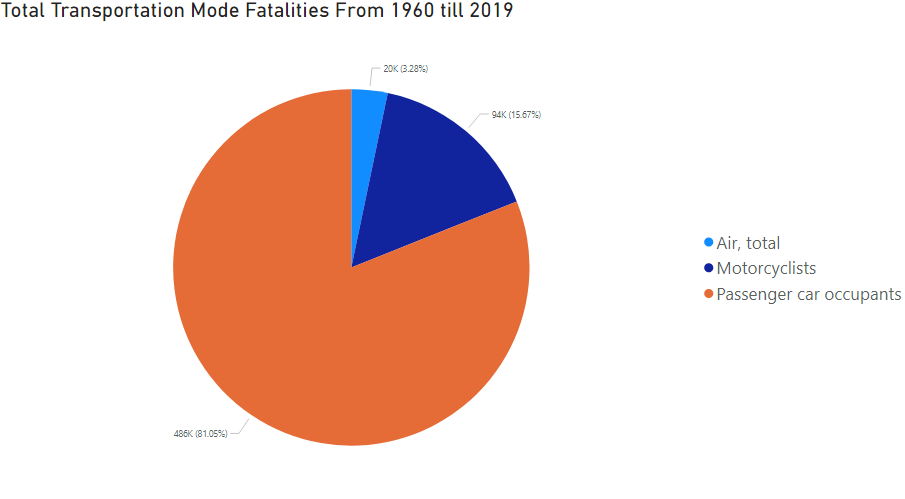 Total Transportation Mode Fatalities From 1960 till 2019
20K (3.28%)
94K (15.67%)
486K (81.05%)
Air, total
Motorcyclists
Passenger car occupants